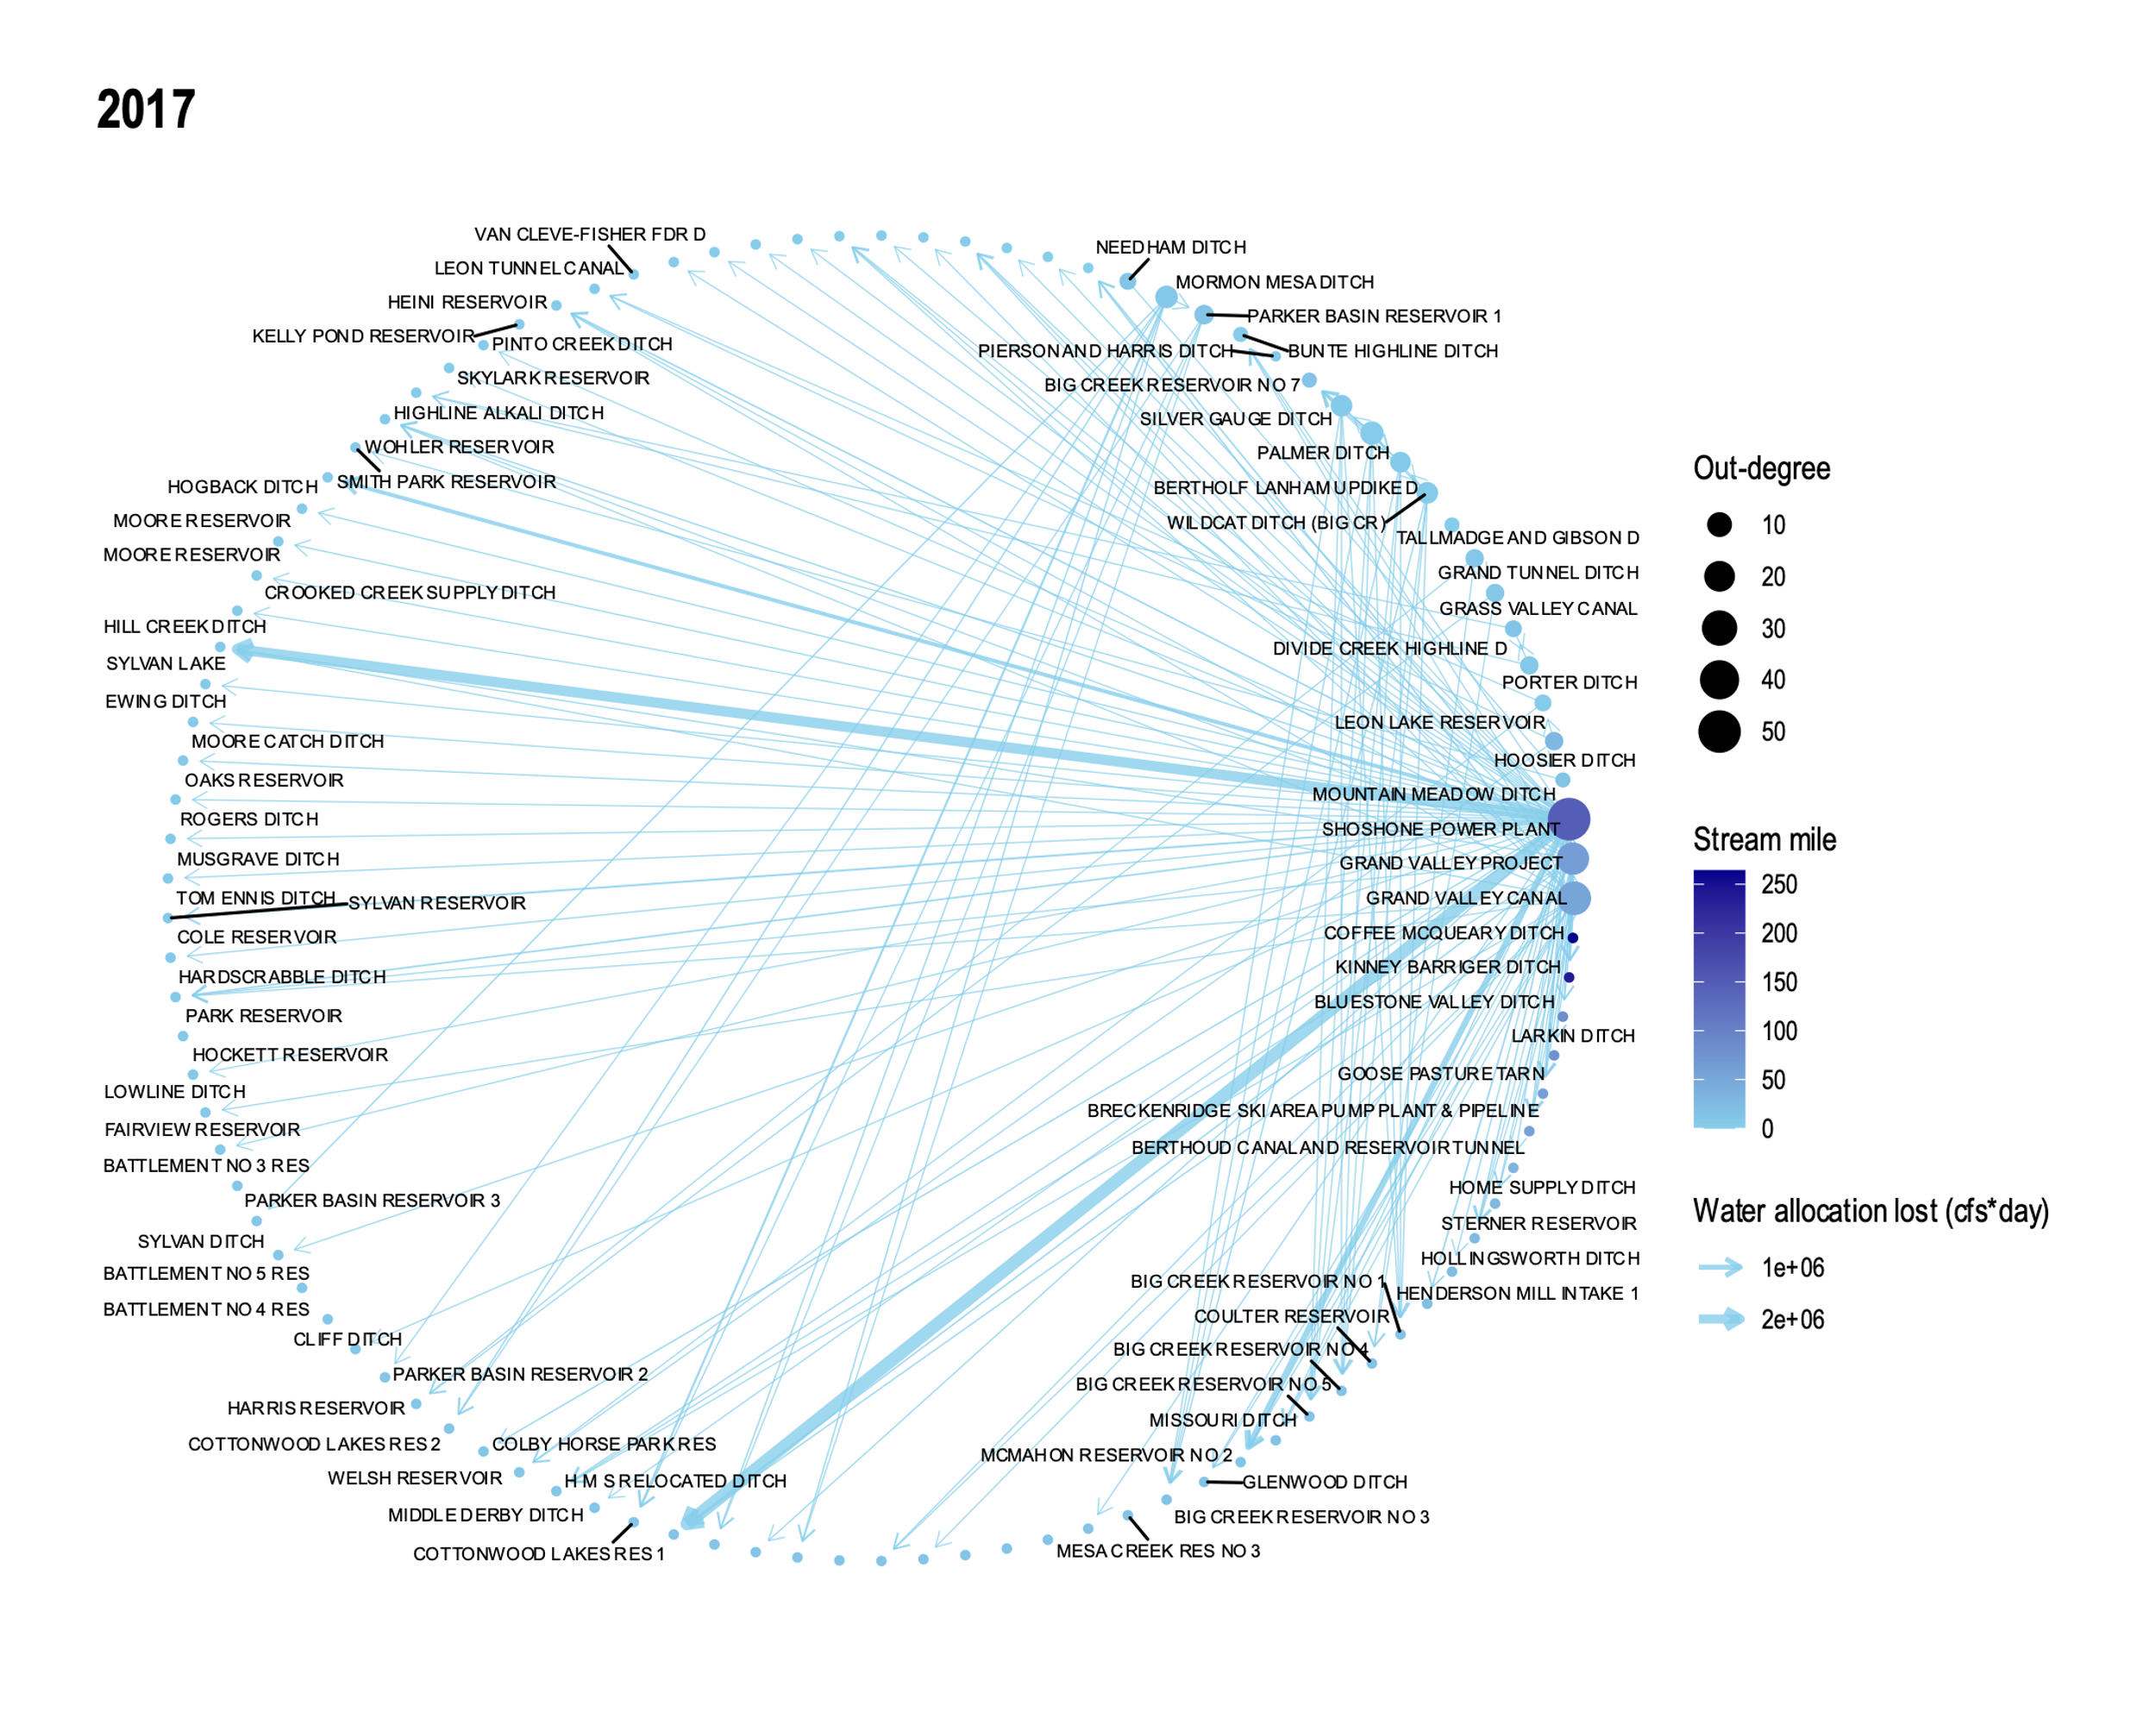 2017
VAN CLEVE-FISHER FDR D
LEON TUNNEL CANAL
HEINI RESERVOIR
KELLY POND RESERVOIR
PINTO CREEK DITCH
SKYLARK RESERVOIR
HIGHLINE ALKALI DITCH
WOHLER RESERVOIR
SMITH PARK RESERVOIR
HOGBACK DITCH
MOORE RESERVOIR
MOORE RESERVOIR
CROOKED CREEK SUPPLY DITCH
HILL CREEK DITCH
SYLVAN LAKE
EWING DITCH
MOORE CATCH DITCH
OAKS RESERVOIR
ROGERS DITCH
MUSGRAVE DITCH
TOM ENNIS DITCH
SYLVAN RESERVOIR
COLE RESERVOIR
HARDSCRABBLE DITCH
PARK RESERVOIR
HOCKETT RESERVOIR
LOWLINE DITCH
FAIRVIEW RESERVOIR
BATTLEMENT NO 3 RES
PARKER BASIN RESERVOIR 3
SYLVAN DITCH
BATTLEMENT NO 5 RES
BATTLEMENT NO 4 RES
CLIFF DITCH
PARKER BASIN RESERVOIR 2
HARRIS RESERVOIR
COTTONWOOD LAKES RES 2
COLBY HORSE PARK RES
WELSH RESERVOIR
H M S RELOCATED DITCH
MIDDLE DERBY DITCH
COTTONWOOD LAKES RES 1
NEEDHAM DITCH
MORMON MESA DITCH
PARKER BASIN RESERVOIR 1
PIERSON AND HARRIS DITCH
BUNTE HIGHLINE DITCH
BIG CREEK RESERVOIR NO 7
SILVER GAUGE DITCH
PALMER DITCH
BERTHOLF LANHAM UPDIKE D
WILDCAT DITCH (BIG CR)
TALLMADGE AND GIBSON D
GRAND TUNNEL DITCH
GRASS VALLEY CANAL
DIVIDE CREEK HIGHLINE D
PORTER DITCH
LEON LAKE RESERVOIR
HOOSIER DITCH
MOUNTAIN MEADOW DITCH
SHOSHONE POWER PLANT
GRAND VALLEY PROJECT
GRAND VALLEY CANAL
COFFEE MCQUEARY DITCH
KINNEY BARRIGER DITCH
BLUESTONE VALLEY DITCH
LARKIN DITCH
GOOSE PASTURE TARN
BRECKENRIDGE SKI AREA PUMP PLANT & PIPELINE
BERTHOUD CANAL AND RESERVOIR TUNNEL
HOME SUPPLY DITCH
STERNER RESERVOIR
HOLLINGSWORTH DITCH
HENDERSON MILL INTAKE 1
BIG CREEK RESERVOIR NO 1
COULTER RESERVOIR
BIG CREEK RESERVOIR NO 4
BIG CREEK RESERVOIR NO 5
MISSOURI DITCH
MCMAHON RESERVOIR NO 2
GLENWOOD DITCH
BIG CREEK RESERVOIR NO 3
MESA CREEK RES NO 3
Out-degree
10
20
30
40
50
Stream mile
250
200
150
100
50
0
Water allocation lost (cfs*day)
1e+06
2e+06